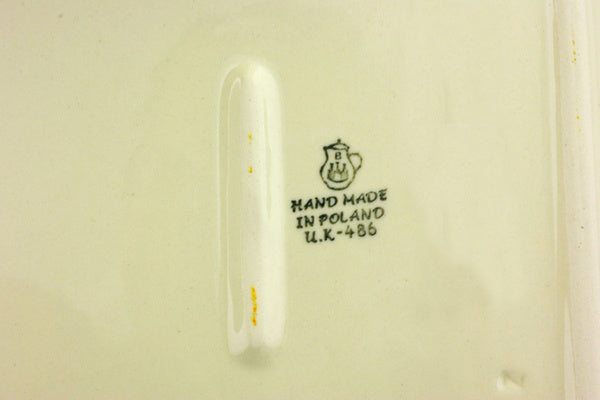 B
HAND MADE
IN POLAND
U.K-486
N